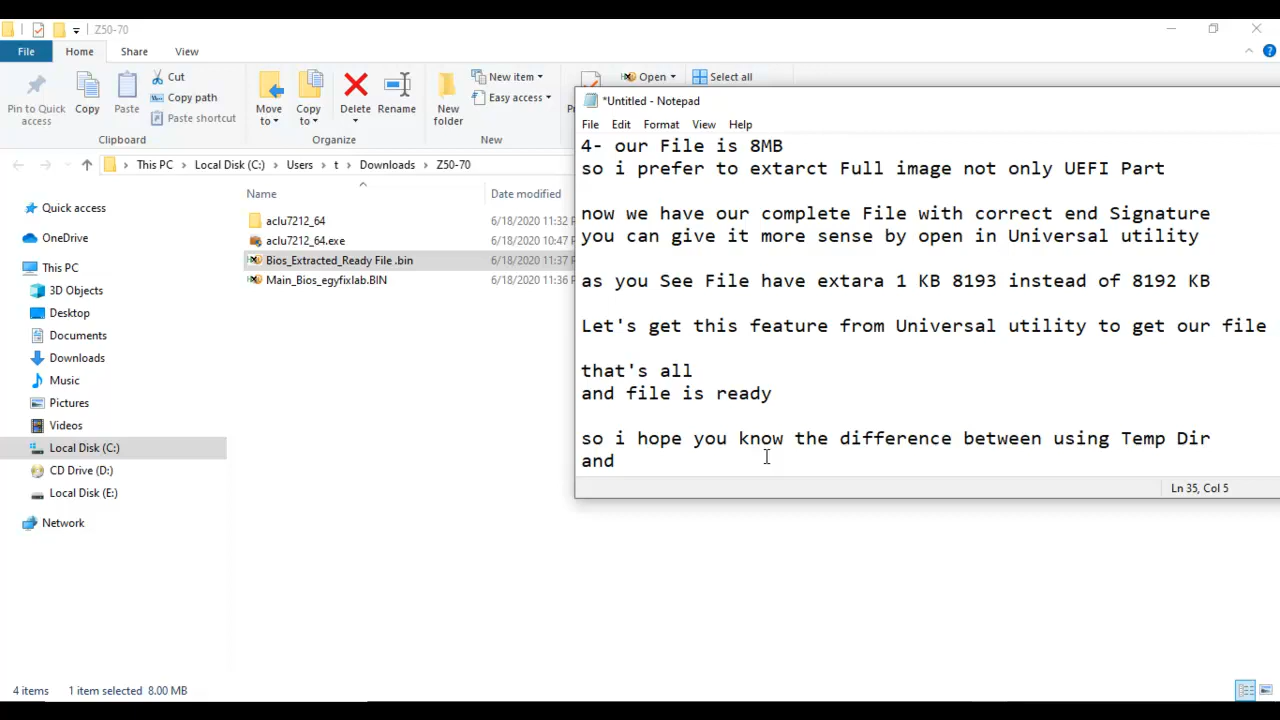 Z50-70
File Home Share View
Pin to Quick access
Copy
Paste
Cut
Copy path
Paste shortcut
Clipboard
Move to
Copy to
Delete
Rename
Organize
New folder
New item
Easy access
New
Open
Select all
This PC Local Disk (C:) Users t Downloads Z50-70
Name Date modified
aclu7212_64 6/18/2020 11:32
aclu7212_64.exe 6/18/2020 10:47
Bios_Extracted_Ready File .bin 6/18/2020 11:37
Main_Bios_egyfixlab.BIN 6/18/2020 11:36
Quick access
OneDrive
This PC
3D Objects
Desktop
Documents
Downloads
Music
Pictures
Videos
Local Disk (C:)
CD Drive (D:)
Local Disk (E:)
Network
4 items 1 item selected 8.00 MB
*Untitled - Notepad
File Edit Format View Help
4- our File is 8MB
so i prefer to extarct Full image not only UEFI Part
now we have our complete File with correct end Signature
you can give it more sense by open in Universal utility
as you See File have extara 1 KB 8193 instead of 8192 KB
Let's get this feature from Universal utility to get our file
that's all
and file is ready
so i hope you know the difference between using Temp Dir
and
Ln 35, Col 5